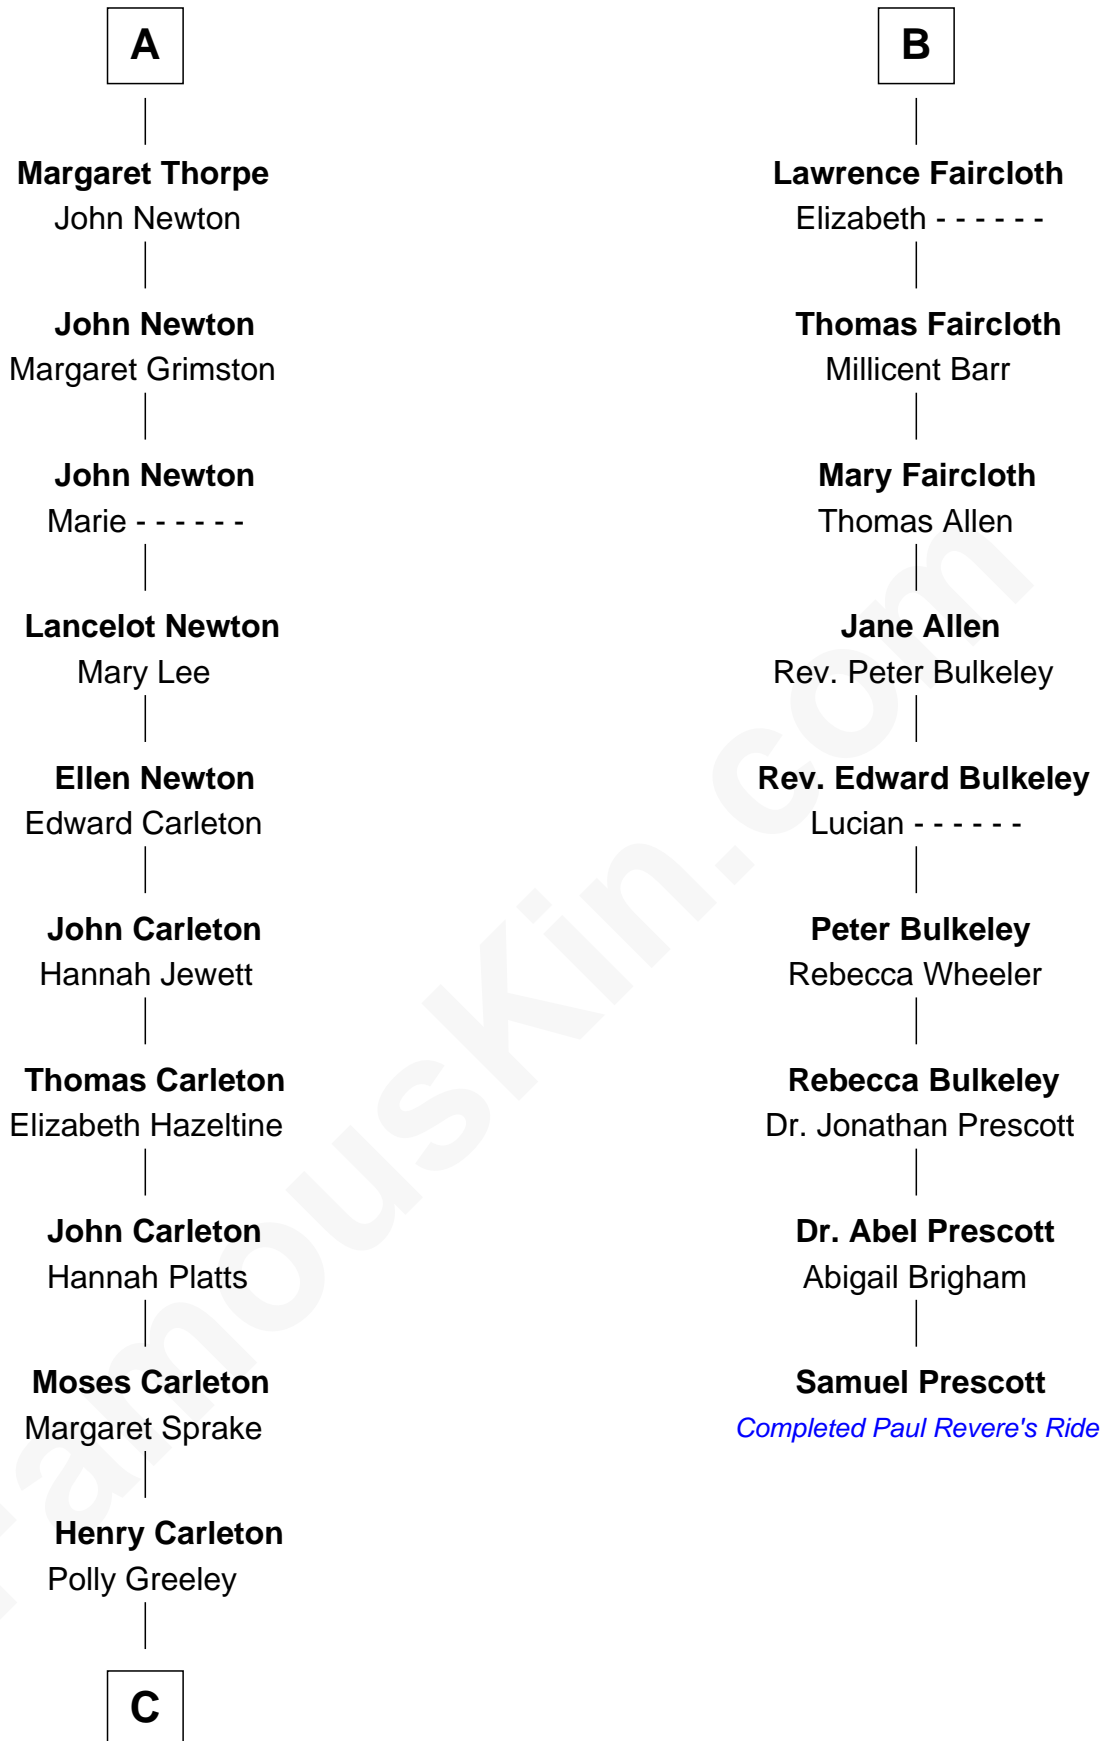 A
Margaret Thorpe
John Newton
John Newton
Margaret Grimston
John Newton
Marie - - - - - -
Lancelot Newton
Mary Lee
Ellen Newton
Edward Carleton
John Carleton
Hannah Jewett
Thomas Carleton
Elizabeth Hazeltine
John Carleton
Hannah Platts
Moses Carleton
Margaret Sprake
Henry Carleton
Polly Greeley
C
B
Lawrence Faircloth
Elizabeth - - - - - -
Thomas Faircloth
Millicent Barr
Mary Faircloth
Thomas Allen
Jane Allen
Rev. Peter Bulkeley
Rev. Edward Bulkeley
Lucian - - - - - -
Peter Bulkeley
Rebecca Wheeler
Rebecca Bulkeley
Dr. Jonathan Prescott
Dr. Abel Prescott
Abigail Brigham
Samuel Prescott
Completed Paul Revere's Ride
FamousKin.com